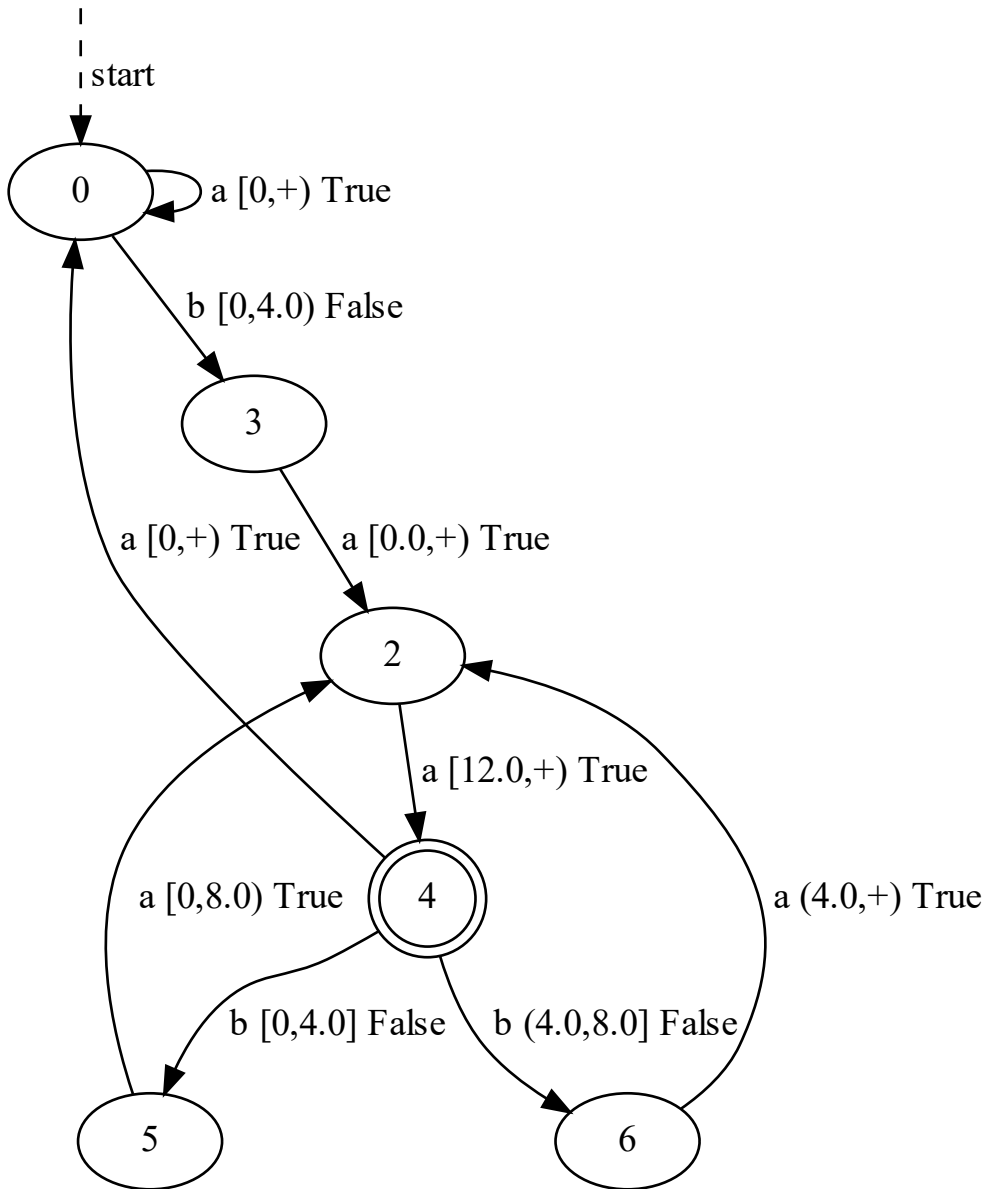 start
0
a [0,+) True
b [0,4.0) False
3
a [0,+) True
a [0.0,+) True
2
a [12.0,+) True
a [0,8.0) True
4
a (4.0,+) True
b [0,4.0] False
b (4.0,8.0] False
5
6